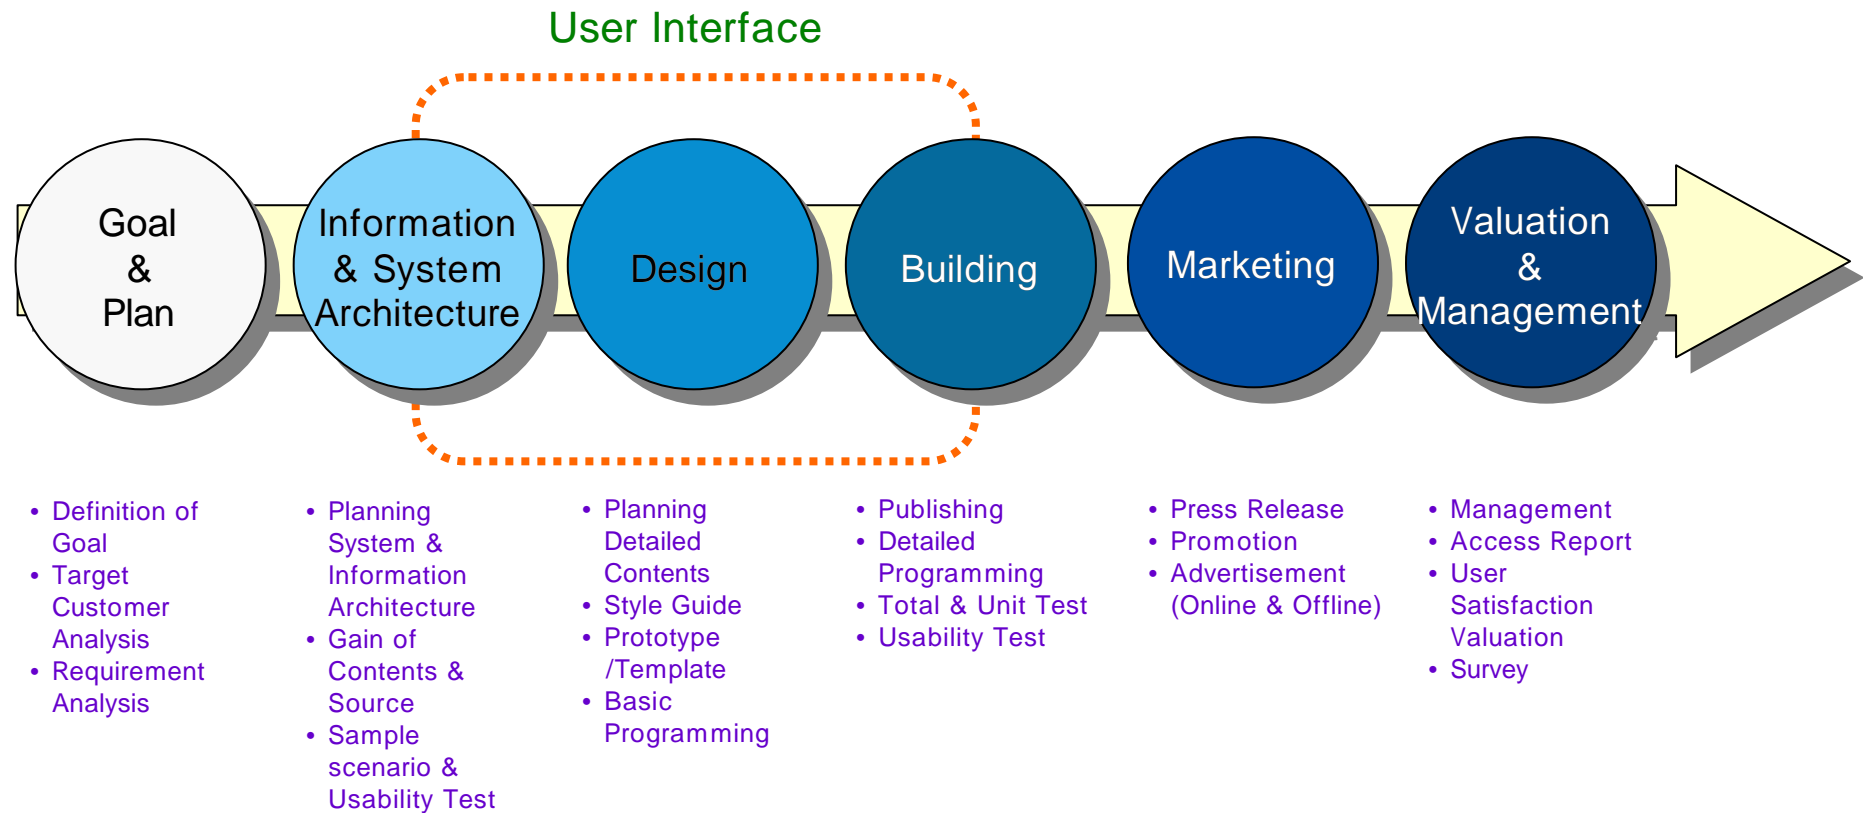 User Interface
Goal
&
Plan
Information
& System
Architecture
Design
Building
Marketing
Valuation
&
Management
• Definition of
Goal
• Target
Customer
Analysis
• Requirement
Analysis
• Planning
System &
Information
Architecture
• Gain of
Contents &
Source
• Sample
scenario &
Usability Test
• Planning
Detailed
Contents
• Style Guide
• Prototype
/Template
• Basic
Programming
• Publishing
• Detailed
Programming
• Total & Unit Test
• Usability Test
• Press Release
• Promotion
• Advertisement
(Online & Offline)
• Management
• Access Report
• User
Satisfaction
Valuation
• Survey